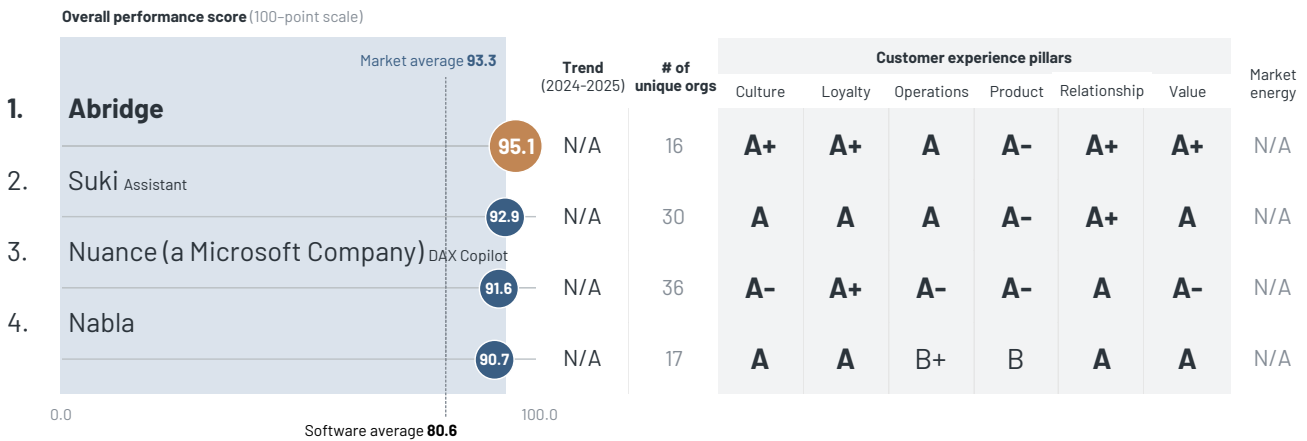 Overall performance score (100-point scale)
Market average 93.3
Trend
(2024-2025)
# of
unique orgs
Customer experience pillars
Culture Loyalty Operations Product Relationship Value
Market
energy
1. Abridge
95.1 N/A 16 A+ A+ A A- A+ A+ N/A
2. Suki Assistant
92.9 N/A 30 A A A A- A+ A N/A
3. Nuance (a Microsoft Company) DAX Copilot
91.6 N/A 36 A- A+ A- A- A A- N/A
4. Nabla
90.7 N/A 17 A A B+ B A A N/A
0.0 100.0
Software average 80.6